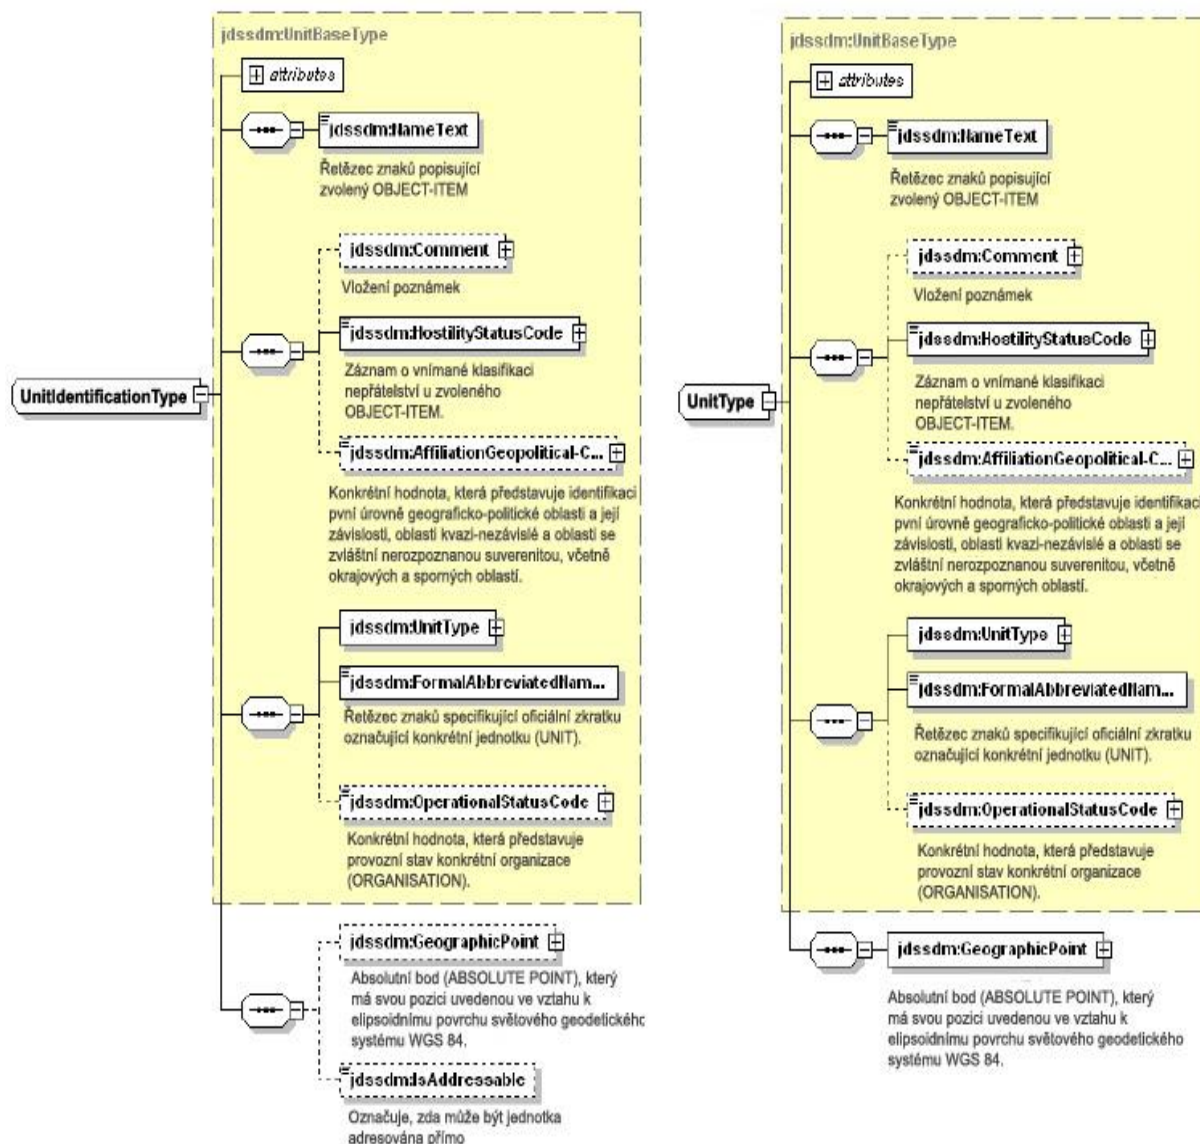 jdssdm:UnitBaseType
attributes
jdssdm:NameText
Řetězec znaků popisující
zvolený OBJECT-ITEM
jdssdm:Comment
Vložení poznámek
jdssdm:HostilityStatusCode
Záznam o vnímané klasifikaci
nepřátelství u zvoleného
OBJECT-ITEM.
UnitIdentificationType
jdssdm:AffiliationGeopolitical-C...
Konkrétní hodnota, která představuje identifikaci
pvní úrovně geograficko-politické oblasti a její
závislosti, oblasti kvazi-nezávislé a oblasti se
zvláštní nerozpoznanou suverenitou, včetně
okrajových a sporných oblastí.
jdssdm:UnitType
jdssdm:FormalAbbreviatedNam...
Řetězec znaků specifikující oficiální zkratku
označující konkrétní jednotku (UNIT).
jdssdm:OperationalStatusCode
Konkrétní hodnota, která představuje
provozní stav konkrétní organizace
(ORGANISATION).
jdssdm:GeographicPoint
Absolutní bod (ABSOLUTE POINT), který
má svou pozici uvedenou ve vztahu k
elipsoidnímu povrchu světového geodetického
systému WGS 84.
jdssdm:IsAddressable
Označuje, zda může být jednotka
adresována přímo
jdssdm:UnitBaseType
attributes
jdssdm:NameText
Řetězec znaků popisující
zvolený OBJECT-ITEM
jdssdm:Comment
Vložení poznámek
jdssdm:HostilityStatusCode
Záznam o vnímané klasifikaci
nepřátelství u zvoleného
OBJECT-ITEM.
UnitType
jdssdm:AffiliationGeopolitical-C...
Konkrétní hodnota, která představuje identifikaci
pvní úrovně geograficko-politické oblasti a její
závislosti, oblasti kvazi-nezávislé a oblasti se
zvláštní nerozpoznanou suverenitou, včetně
okrajových a sporných oblastí.
jdssdm:UnitType
jdssdm:FormalAbbreviatedNam...
Řetězec znaků specifikující oficiální zkratku
označující konkrétní jednotku (UNIT).
jdssdm:OperationalStatusCode
Konkrétní hodnota, která představuje
provozní stav konkrétní organizace
(ORGANISATION).
jdssdm:GeographicPoint
Absolutní bod (ABSOLUTE POINT), který
má svou pozici uvedenou ve vztahu k
elipsoidnímu povrchu světového geodetického
systému WGS 84.